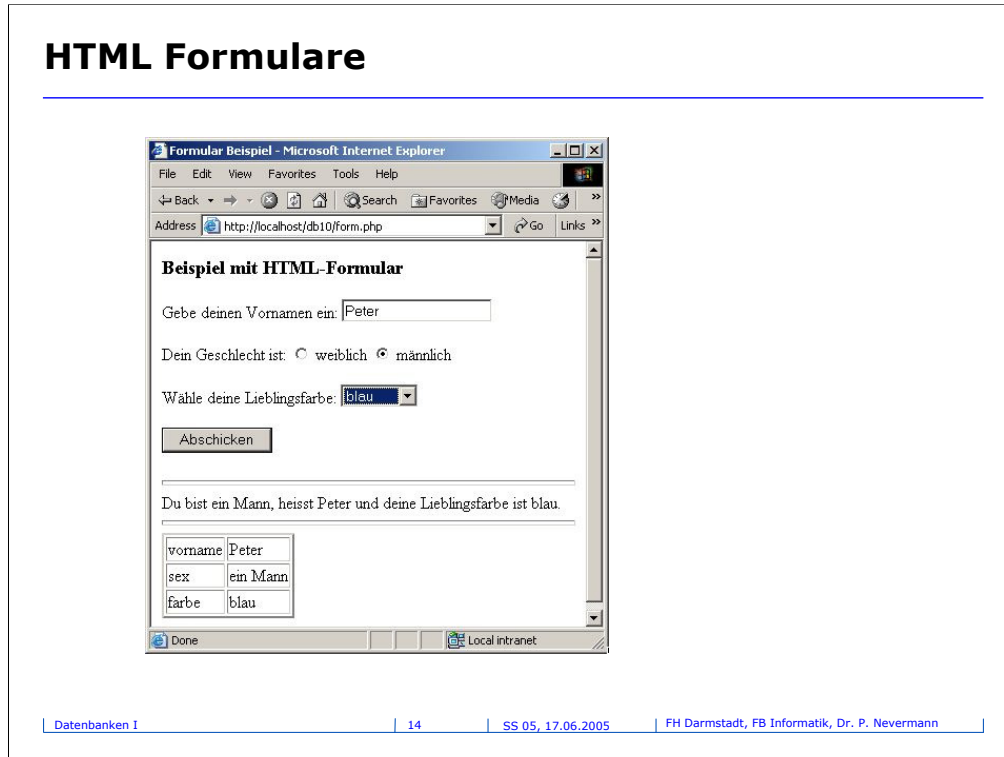 HTML Formulare
Formular Beispiel - Microsoft Internet Explorer
File Edit View Favorites Tools Help
Back Search Favorites Media »
Address http://localhost/db10/form.php Go Links »
Beispiel mit HTML-Formular
Gebe deinen Vornamen ein: Peter
Dein Geschlecht ist: weiblich männlich
Wähle deine Lieblingsfarbe: blau
Abschicken
Du bist ein Mann, heisst Peter und deine Lieblingsfarbe ist blau.
vorname Peter
sex ein Mann
farbe blau
Done Local intranet
Datenbanken I 14 SS 05, 17.06.2005 FH Darmstadt, FB Informatik, Dr. P. Nevermann